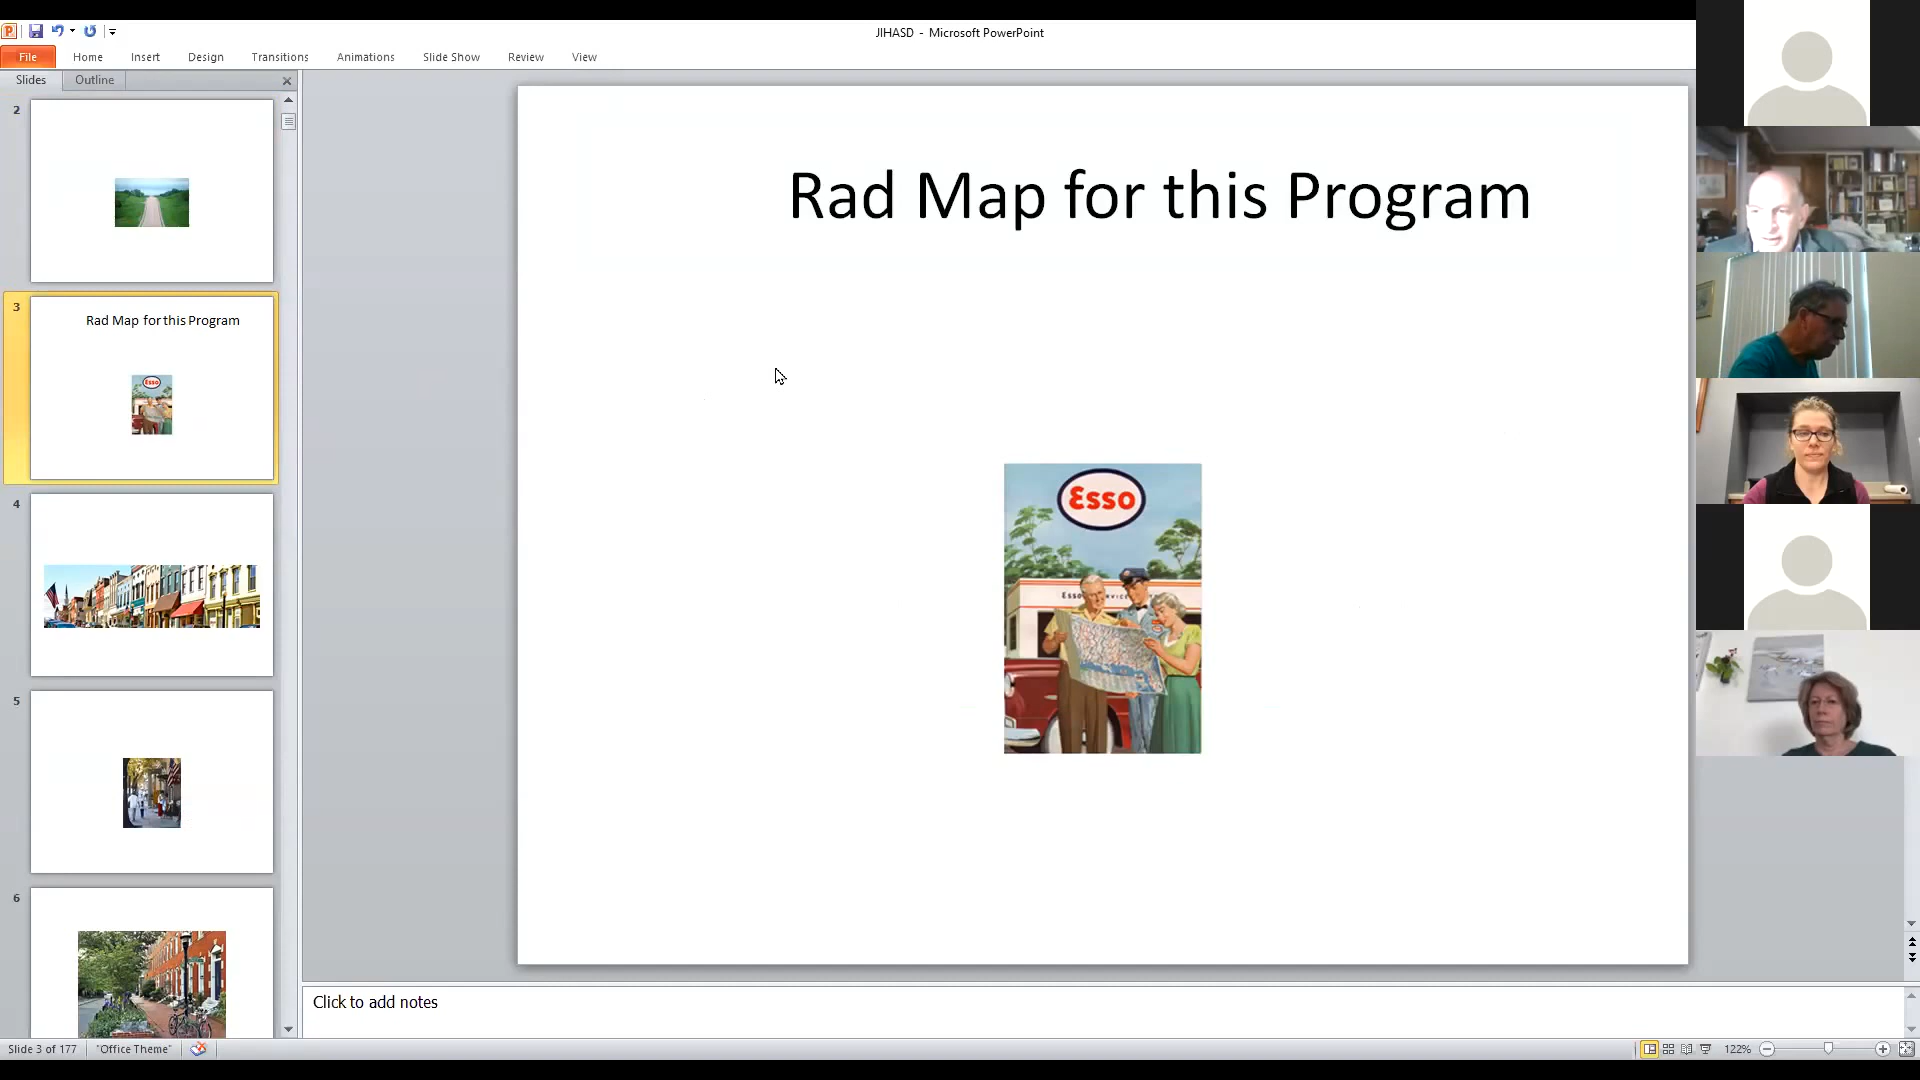 JIHASD - Microsoft PowerPoint
File Home Insert Design Transitions Animations Slide Show Review View
Slides Outline
2
3
Rad Map for this Program
Esso
4
5
6
Rad Map for this Program
Esso
Click to add notes
Slide 3 of 177 "Office Theme" 122%